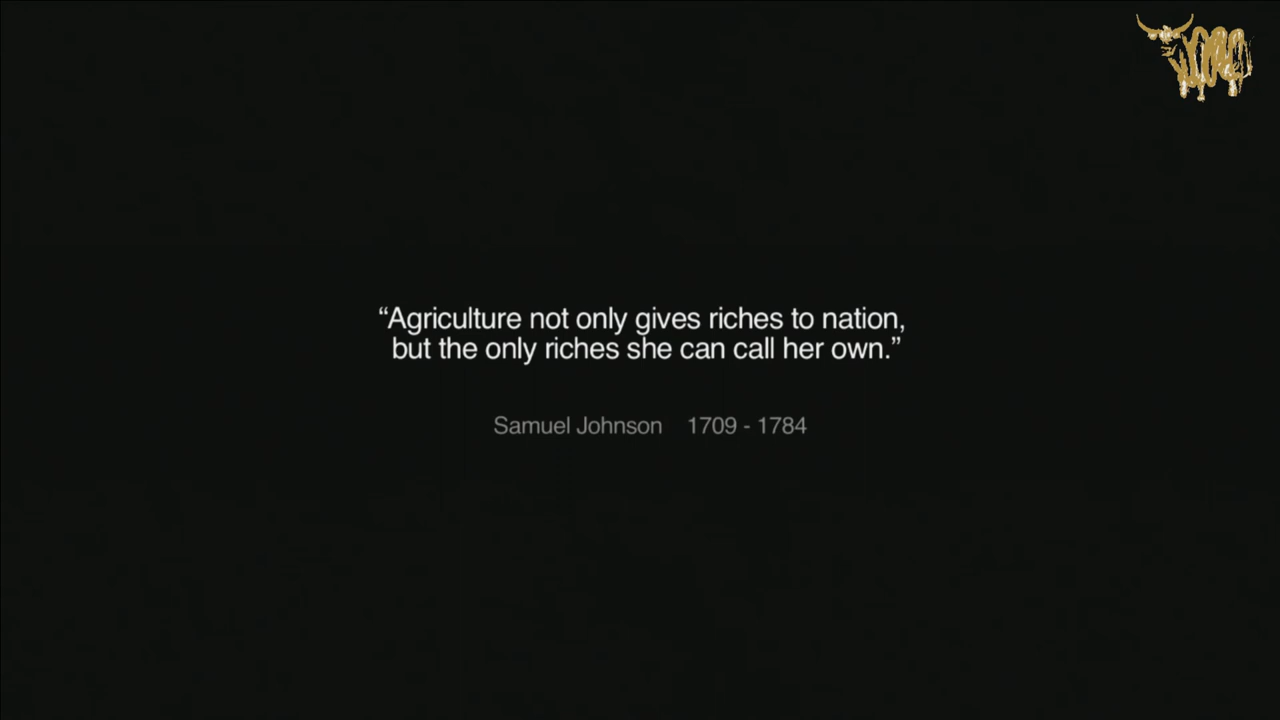 “Agriculture not only gives riches to nation,
but the only riches she can call her own.”
Samuel Johnson 1709 - 1784